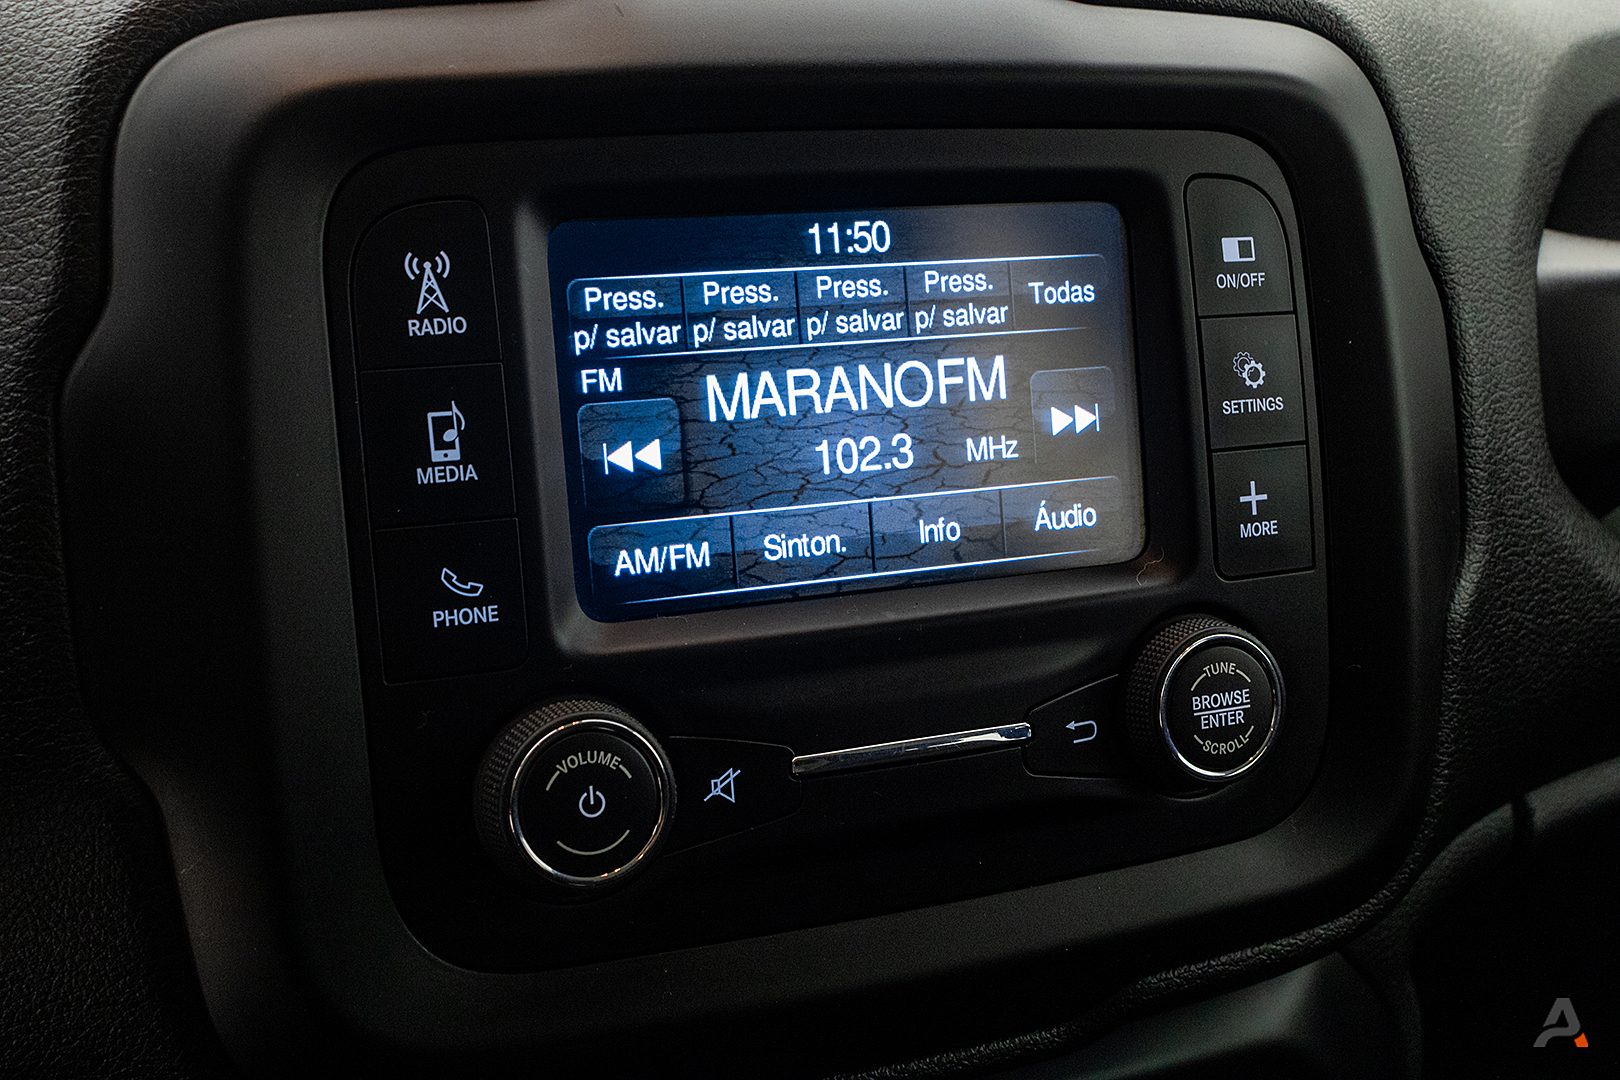 11:50
Press. Press. Press. Press. Todas
p/ salvar p/ salvar p/ salvar p/ salvar
FM
MARANOFM
102.3 MHz
AM/FM Sinton. Info Áudio
RADIO
MEDIA
PHONE
ON/OFF
SETTINGS
MORE
VOLUME
TUNE
BROWSE
ENTER
SCROLL